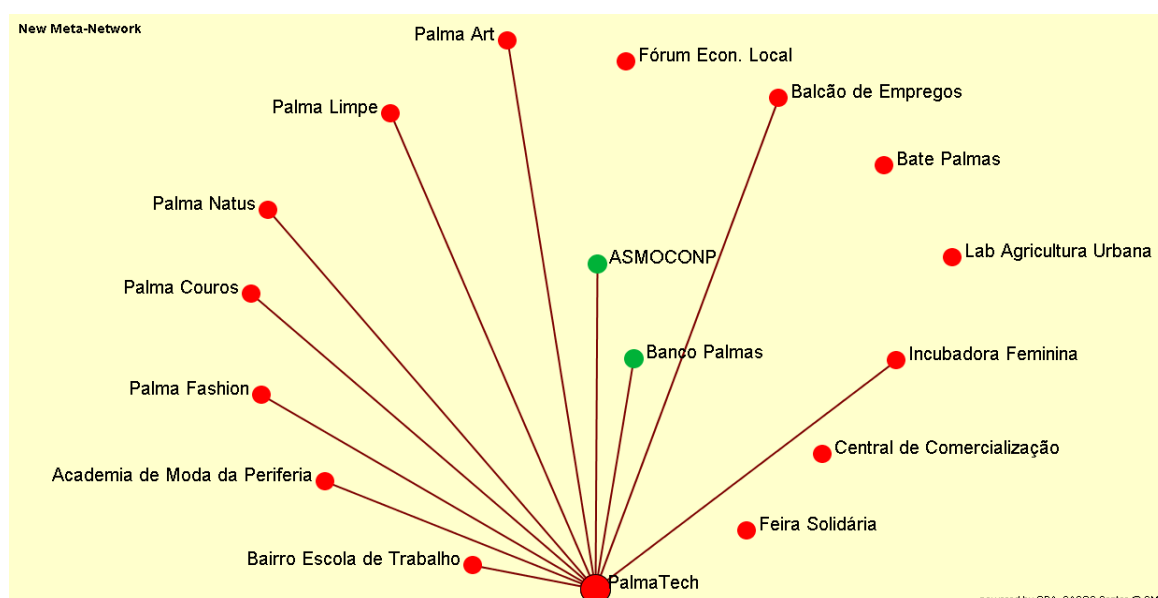 New Meta-Network
Palma Art
Fórum Econ. Local
Palma Limpe
Balcão de Empregos
Bate Palmas
Palma Natus
ASMOCONP
Lab Agricultura Urbana
Palma Couros
Banco Palmas
Incubadora Feminina
Palma Fashion
Central de Comercialização
Academia de Moda da Periferia
Feira Solidária
Bairro Escola de Trabalho
PalmaTech